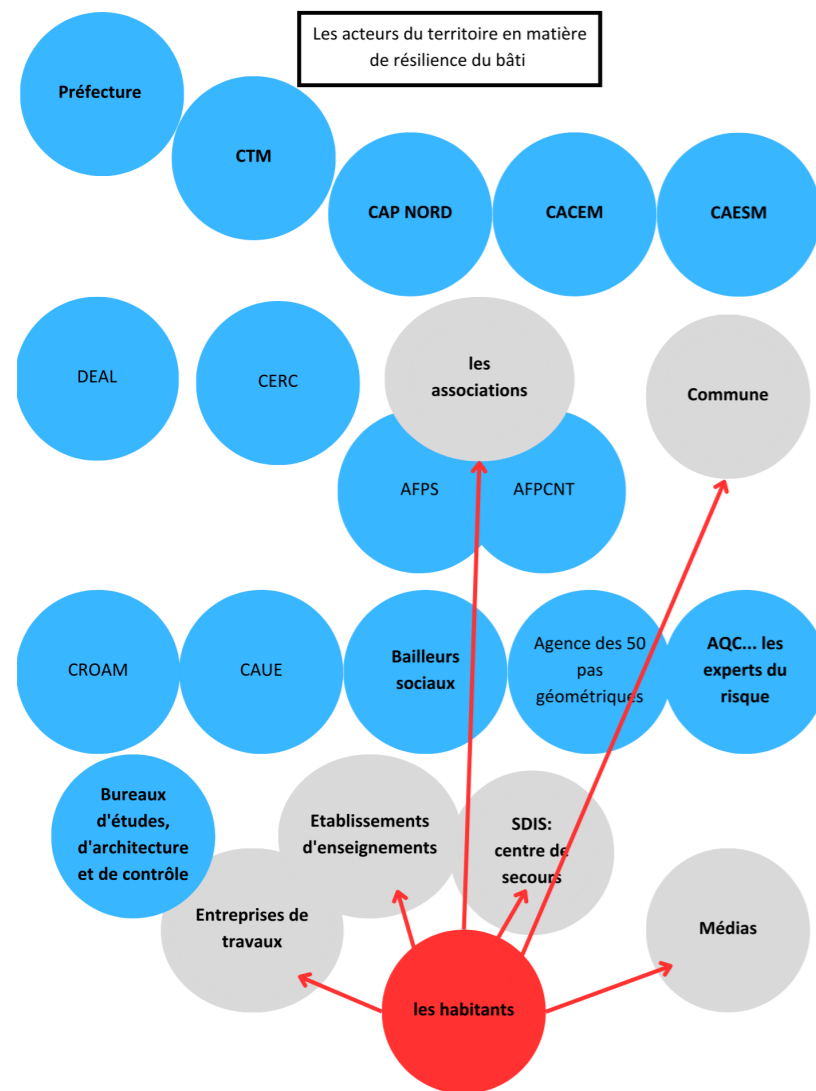 Les acteurs du territoire en matière
de résilience du bâti
Préfecture
CTM
CAP NORD
CACEM
CAESM
DEAL
CERC
les
associations
Commune
AFPS
AFPCNT
CROAM
CAUE
Bailleurs
sociaux
Agence des 50
pas
géométriques
AQC... les
experts du
risque
Bureaux
d'études,
d'architecture
et de contrôle
Etablissements
d'enseignements
SDIS:
centre de
secours
Entreprises de
travaux
Médias
les habitants